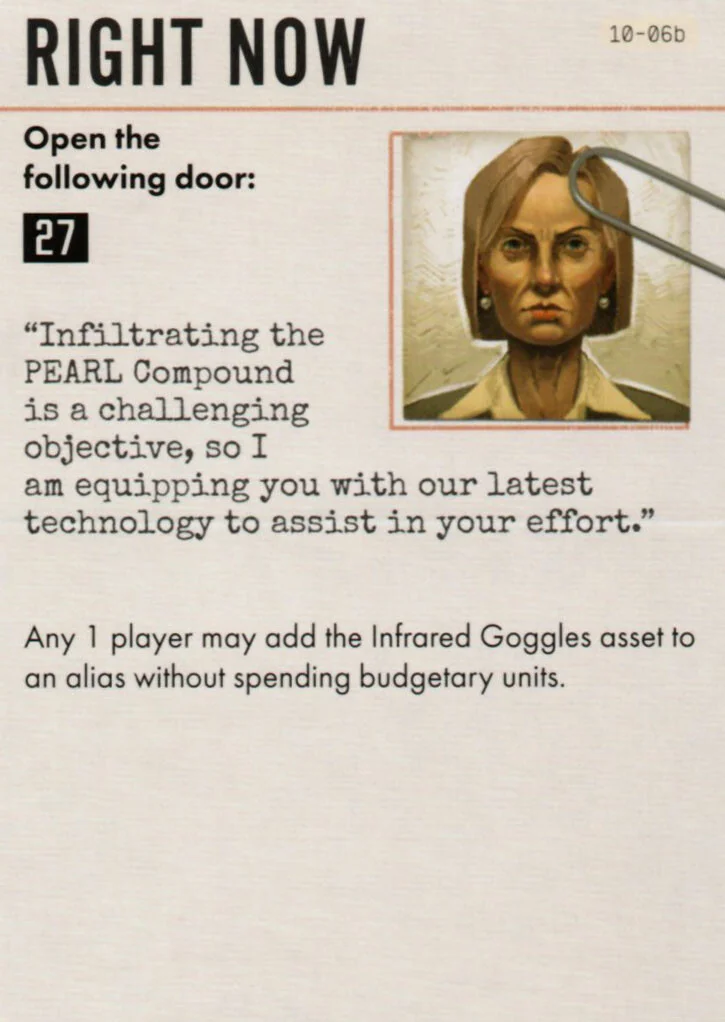 RIGHT NOW
10-06b
Open the
following door:
27
“Infiltrating the
PEARL Compound
is a challenging
objective, so I
am equipping you with our latest
technology to assist in your effort.”
Any 1 player may add the Infrared Goggles asset to
an alias without spending budgetary units.